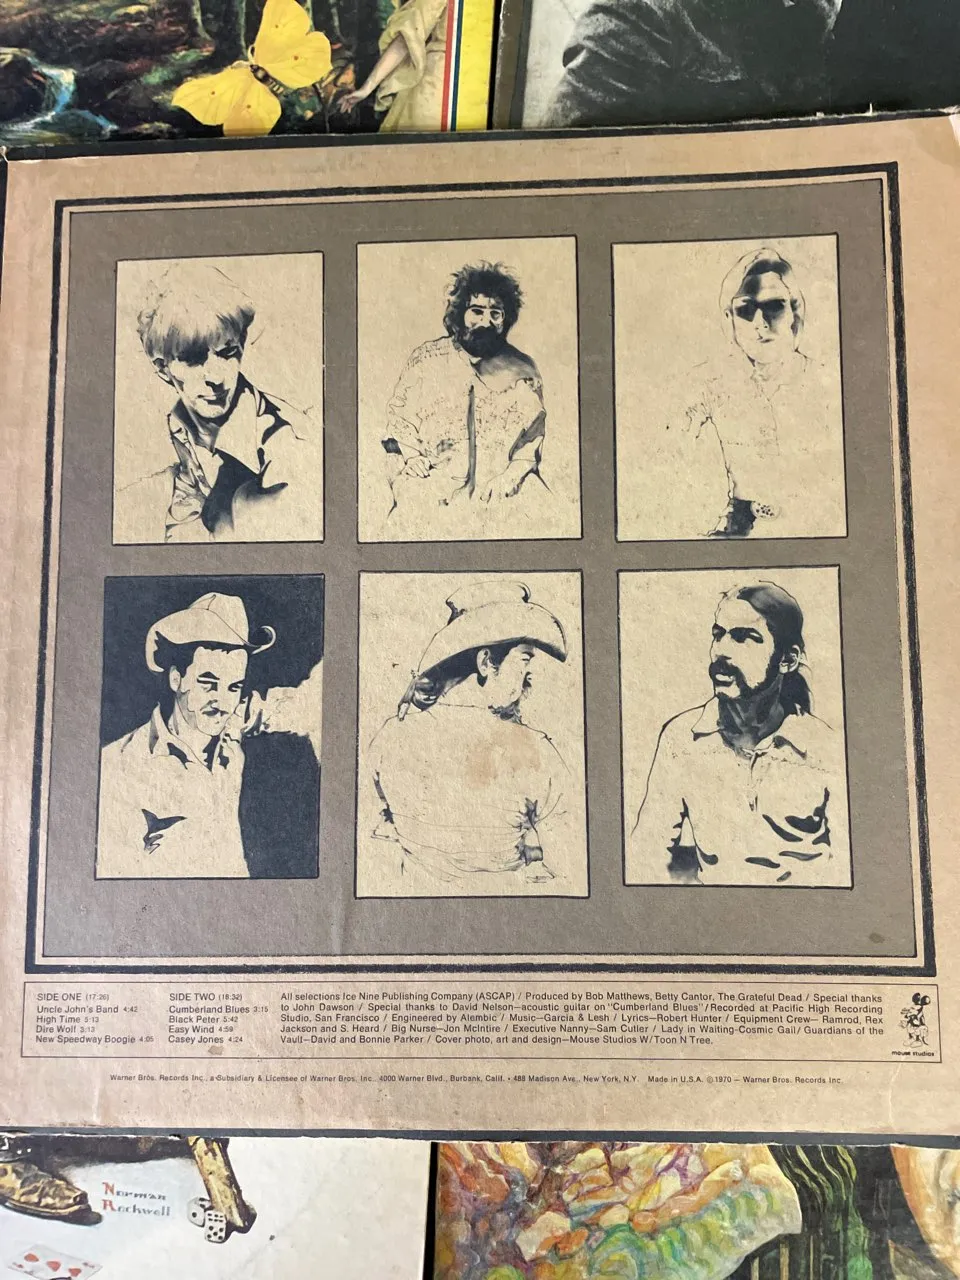 SIDE ONE (17:26)
Uncle John's Band 4:42
High Time 5:13
Dire Wolf 3:13
New Speedway Boogie 4:05
SIDE TWO (18:32)
Cumberland Blues 3:15
Black Peter 5:42
Easy Wind 4:59
Casey Jones 4:24
All selections Ice Nine Publishing Company (ASCAP) / Produced by Bob Matthews, Betty Cantor, The Grateful Dead / Special thanks
to John Dawson / Special thanks to David Nelson—acoustic guitar on "Cumberland Blues" / Recorded at Pacific High Recording
Studio, San Francisco / Engineered by Alembic / Music—Garcia & Lesh / Lyrics—Robert Hunter / Equipment Crew— Ramrod, Rex
Jackson and S. Heard / Big Nurse—Jon McIntire / Executive Nanny—Sam Cutler / Lady in Waiting-Cosmic Gail / Guardians of the
Vault—David and Bonnie Parker / Cover photo, art and design—Mouse Studios W/Toon N Tree.
mouse studios
Warner Bros. Records Inc., a Subsidiary & Licensee of Warner Bros. Inc., 4000 Warner Blvd., Burbank, Calif. • 488 Madison Ave., New York, N.Y. Made in U.S.A. ©1970 — Warner Bros. Records Inc.
Norman
Rockwell